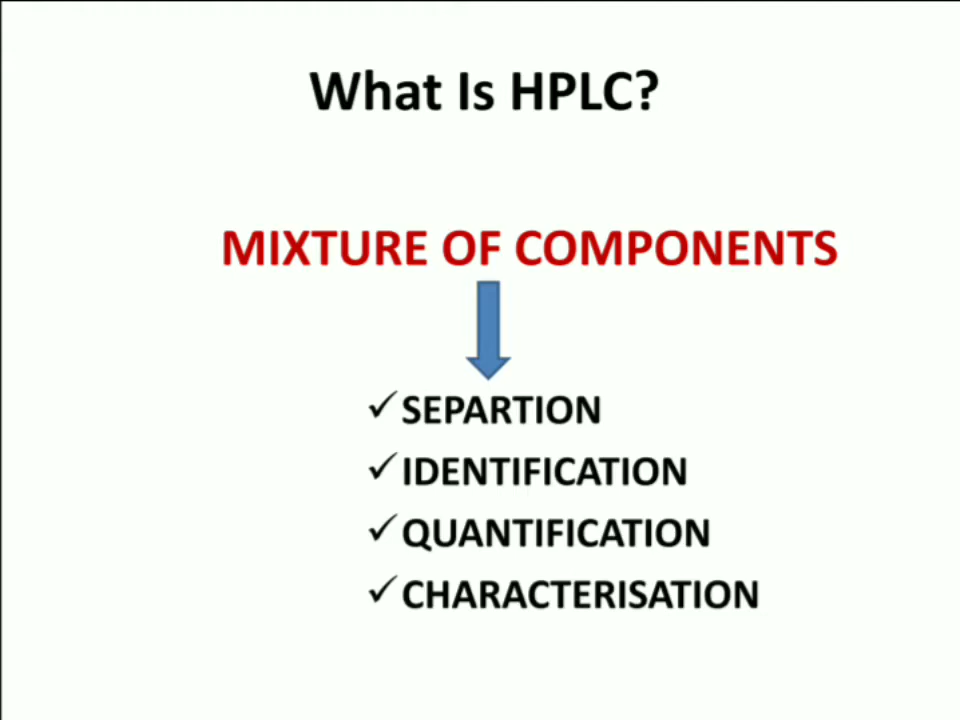 What Is HPLC?
MIXTURE OF COMPONENTS
✓SEPARTION
✓IDENTIFICATION
✓QUANTIFICATION
✓CHARACTERISATION